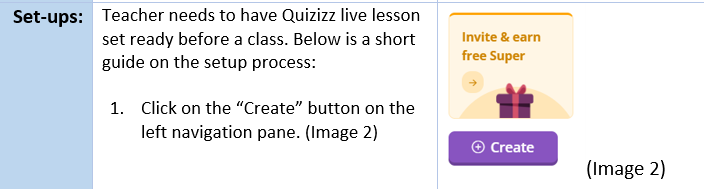 Set-ups:
Teacher needs to have Quizizz live lesson
set ready before a class. Below is a short
guide on the setup process:
1. Click on the “Create” button on the
left navigation pane. (Image 2)
Invite & earn
free Super
Create
(Image 2)